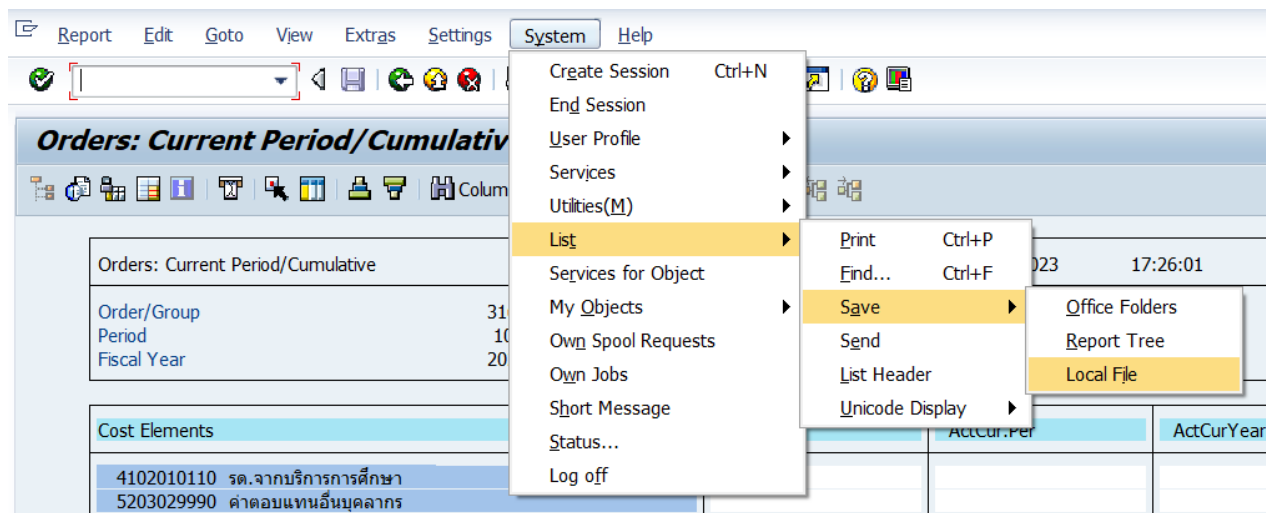 Report Edit Goto View Extras Settings System Help
Create Session Ctrl+N
End Session
Orders: Current Period/Cumulativ
User Profile
Services
Colum
Utilities(M)
List
Print Ctrl+P
Orders: Current Period/Cumulative
023 17:26:01
Services for Object
Find... Ctrl+F
Order/Group 31
My Objects
Save
Office Folders
Period 10
Own Spool Requests
Send
Report Tree
Fiscal Year 20
Own Jobs
List Header
Local File
Short Message
Unicode Display
Cost Elements
ActCur.Per
ActCurYear
Status...
Log off
4102010110 รด.จากบริการการศึกษา
5203029990 ค่าตอบแทนอื่นบุคลากร